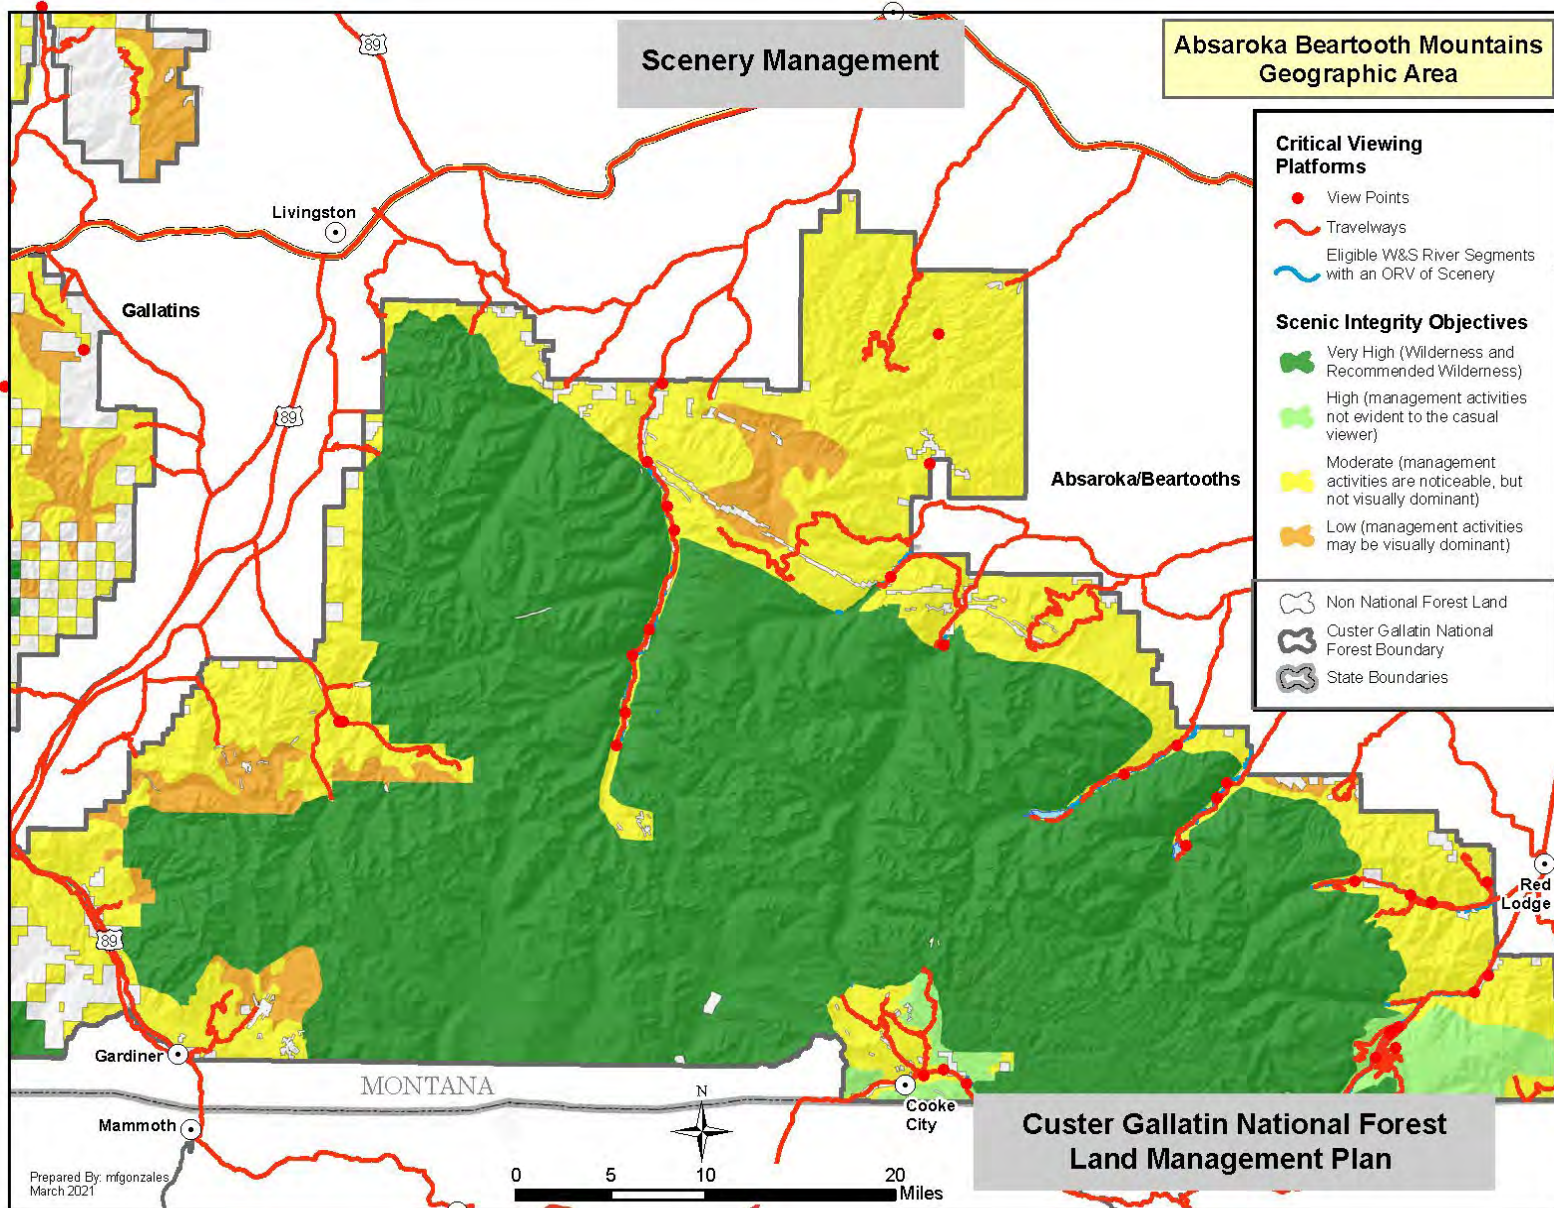 Scenery Management
Absaroka Beartooth Mountains
Geographic Area
Critical Viewing
Platforms
View Points
Travelways
Eligible W&S River Segments
with an ORV of Scenery
Scenic Integrity Objectives
Very High (Wilderness and
Recommended Wilderness)
High (management activities
not evident to the casual
viewer)
Moderate (management
activities are noticeable, but
not visually dominant)
Low (management activities
may be visually dominant)
Non National Forest Land
Custer Gallatin National
Forest Boundary
State Boundaries
89
Livingston
Gallatins
89
Absaroka/Beartooths
Red
Lodge
89
Gardiner
MONTANA
Mammoth
Cooke
City
N
0 5 10 20
Miles
Custer Gallatin National Forest
Land Management Plan
Prepared By: mfgonzales
March 2021